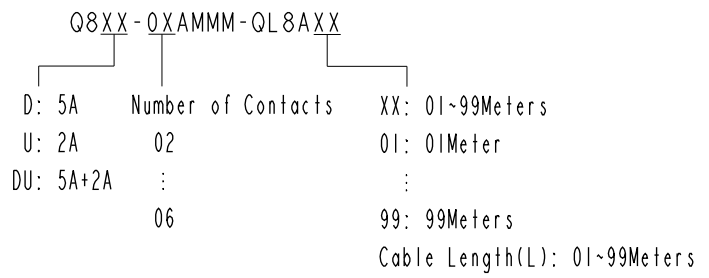 Q8XX-0XAMMM-QL8AXX
D: 5A Number of Contacts XX: 01~99Meters
U: 2A 02 01: 01Meter
DU: 5A+2A ⋮ ⋮
06 99: 99Meters
Cable Length(L): 01~99Meters